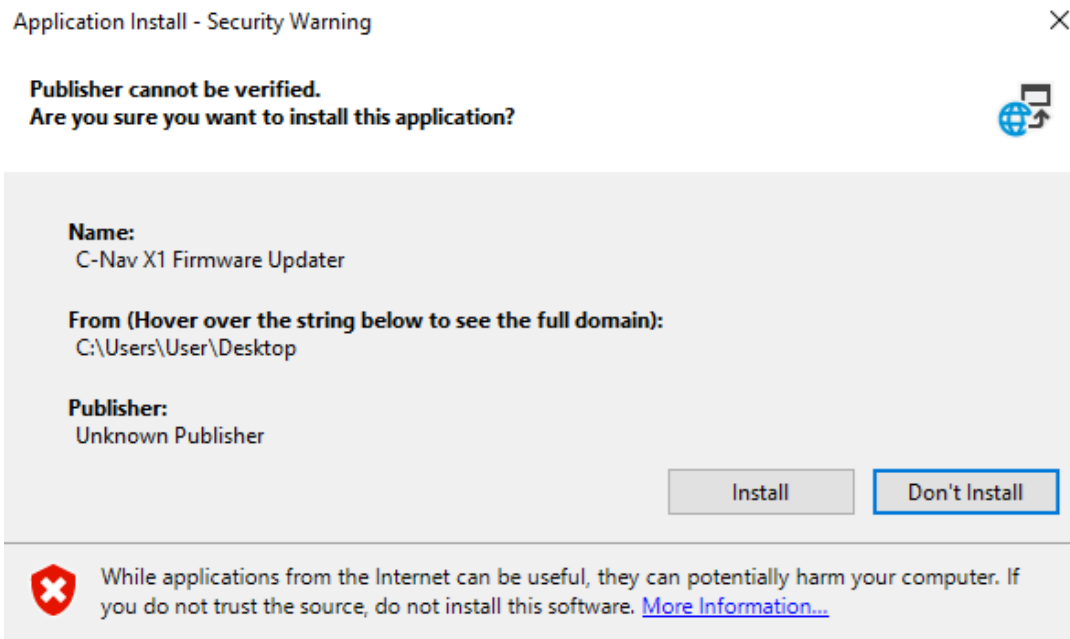 Application Install - Security Warning
Publisher cannot be verified.
Are you sure you want to install this application?
Name:
C-Nav X1 Firmware Updater
From (Hover over the string below to see the full domain):
C:\Users\User\Desktop
Publisher:
Unknown Publisher
Install Don't Install
While applications from the Internet can be useful, they can potentially harm your computer. If
you do not trust the source, do not install this software. More Information...